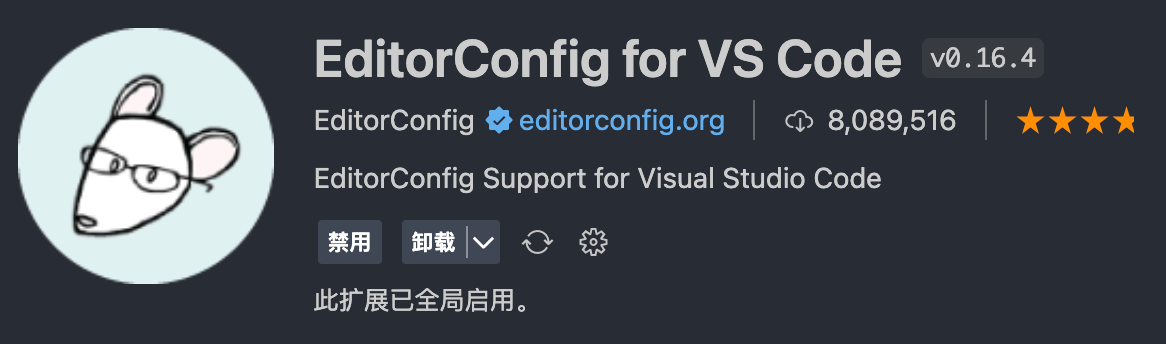 EditorConfig for VS Code v0.16.4
EditorConfig editorconfig.org 8,089,516
EditorConfig Support for Visual Studio Code
禁用 卸载
此扩展已全局启用。